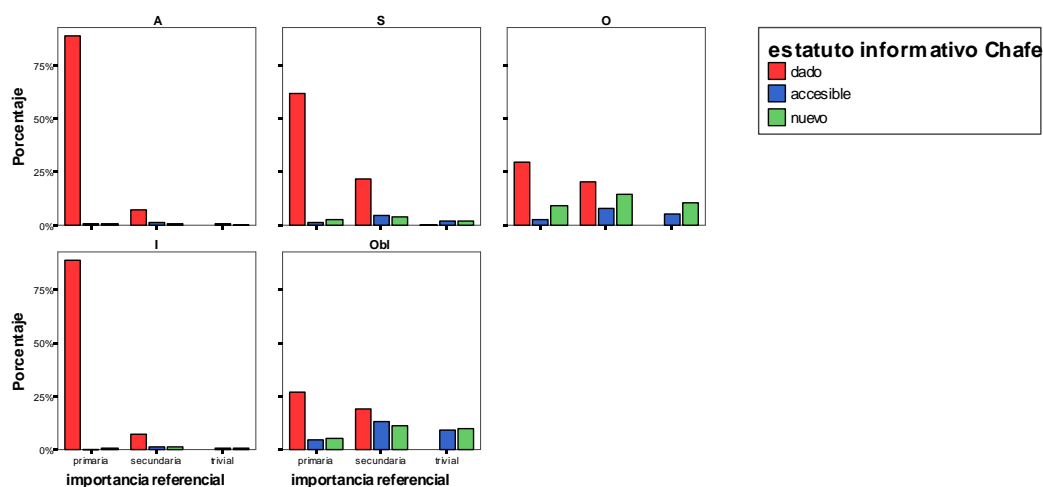 A
S
O
estatuto informativo Chafe
dado
accesible
nuevo
Porcentaje
75%
50%
25%
0%
I
Obl
Porcentaje
75%
50%
25%
0%
primaria secundaria trivial
primaria secundaria trivial
importancia referencial
importancia referencial